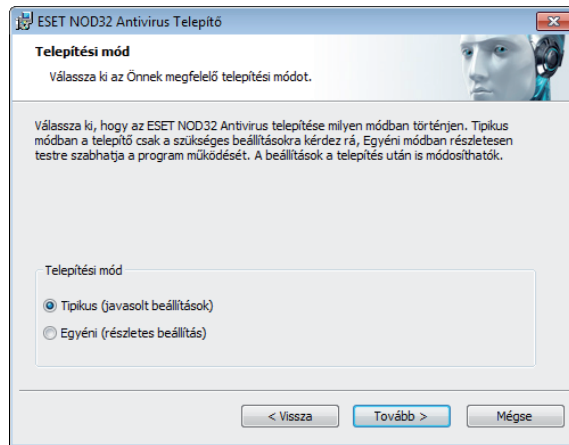 ESET NOD32 Antivirus Telepítő
Telepítési mód
Válassza ki az Önnek megfelelő telepítési módot.
Válassza ki, hogy az ESET NOD32 Antivirus telepítése milyen módban történjen. Tipikus
módban a telepítő csak a szükséges beállításokra kérdez rá, Egyéni módban részletesen
testre szabhatja a program működését. A beállítások a telepítés után is módosíthatók.
Telepítési mód
Tipikus (javasolt beállítások)
Egyéni (részletes beállítás)
< Vissza
Tovább >
Mégse